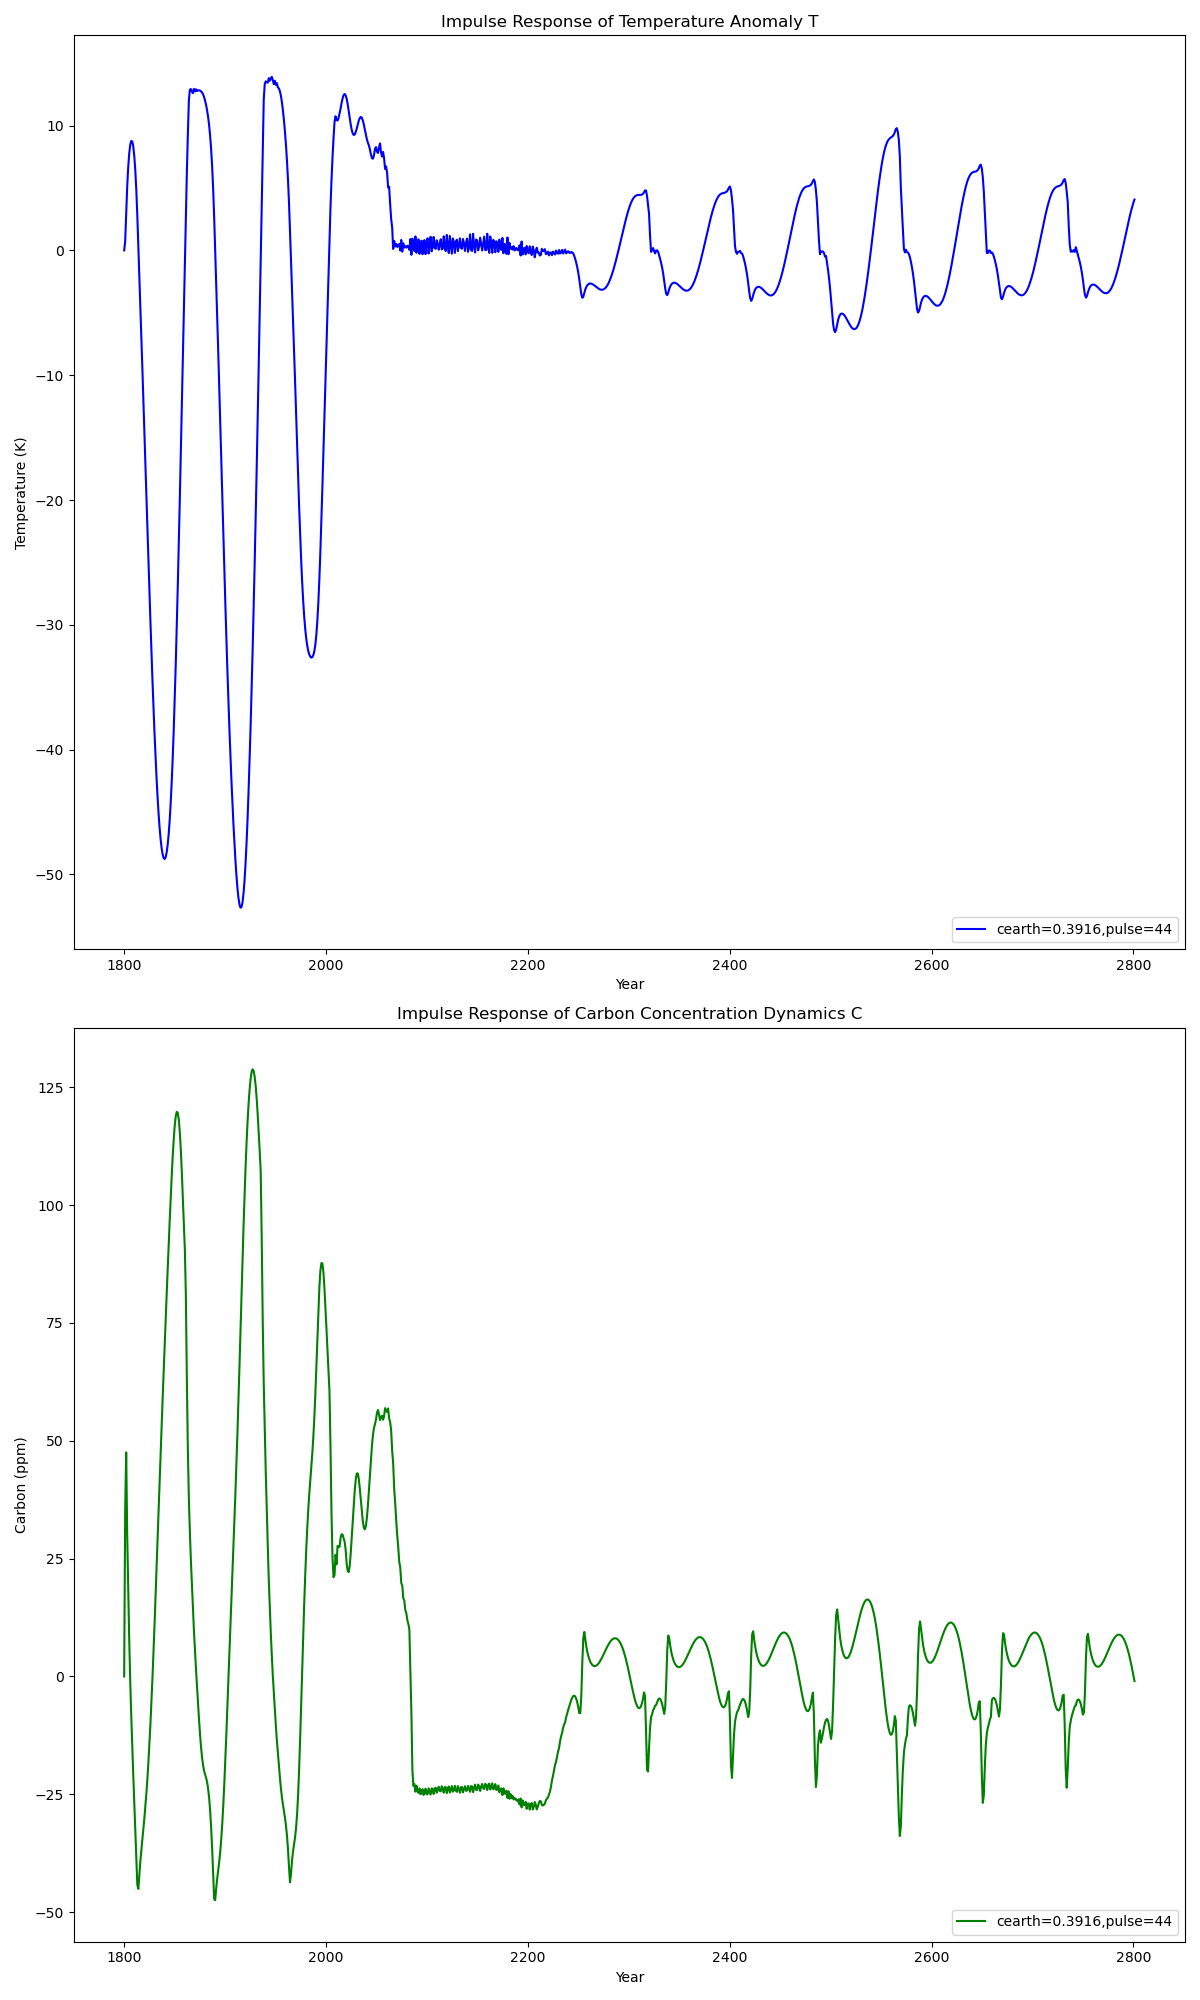 Impulse Response of Temperature Anomaly T
10
0
−10
−20
−30
−40
−50
Temperature (K)
cearth=0.3916,pulse=44
1800 2000 2200 2400 2600 2800
Year
Impulse Response of Carbon Concentration Dynamics C
125
100
75
50
25
0
−25
−50
Carbon (ppm)
cearth=0.3916,pulse=44
1800 2000 2200 2400 2600 2800
Year